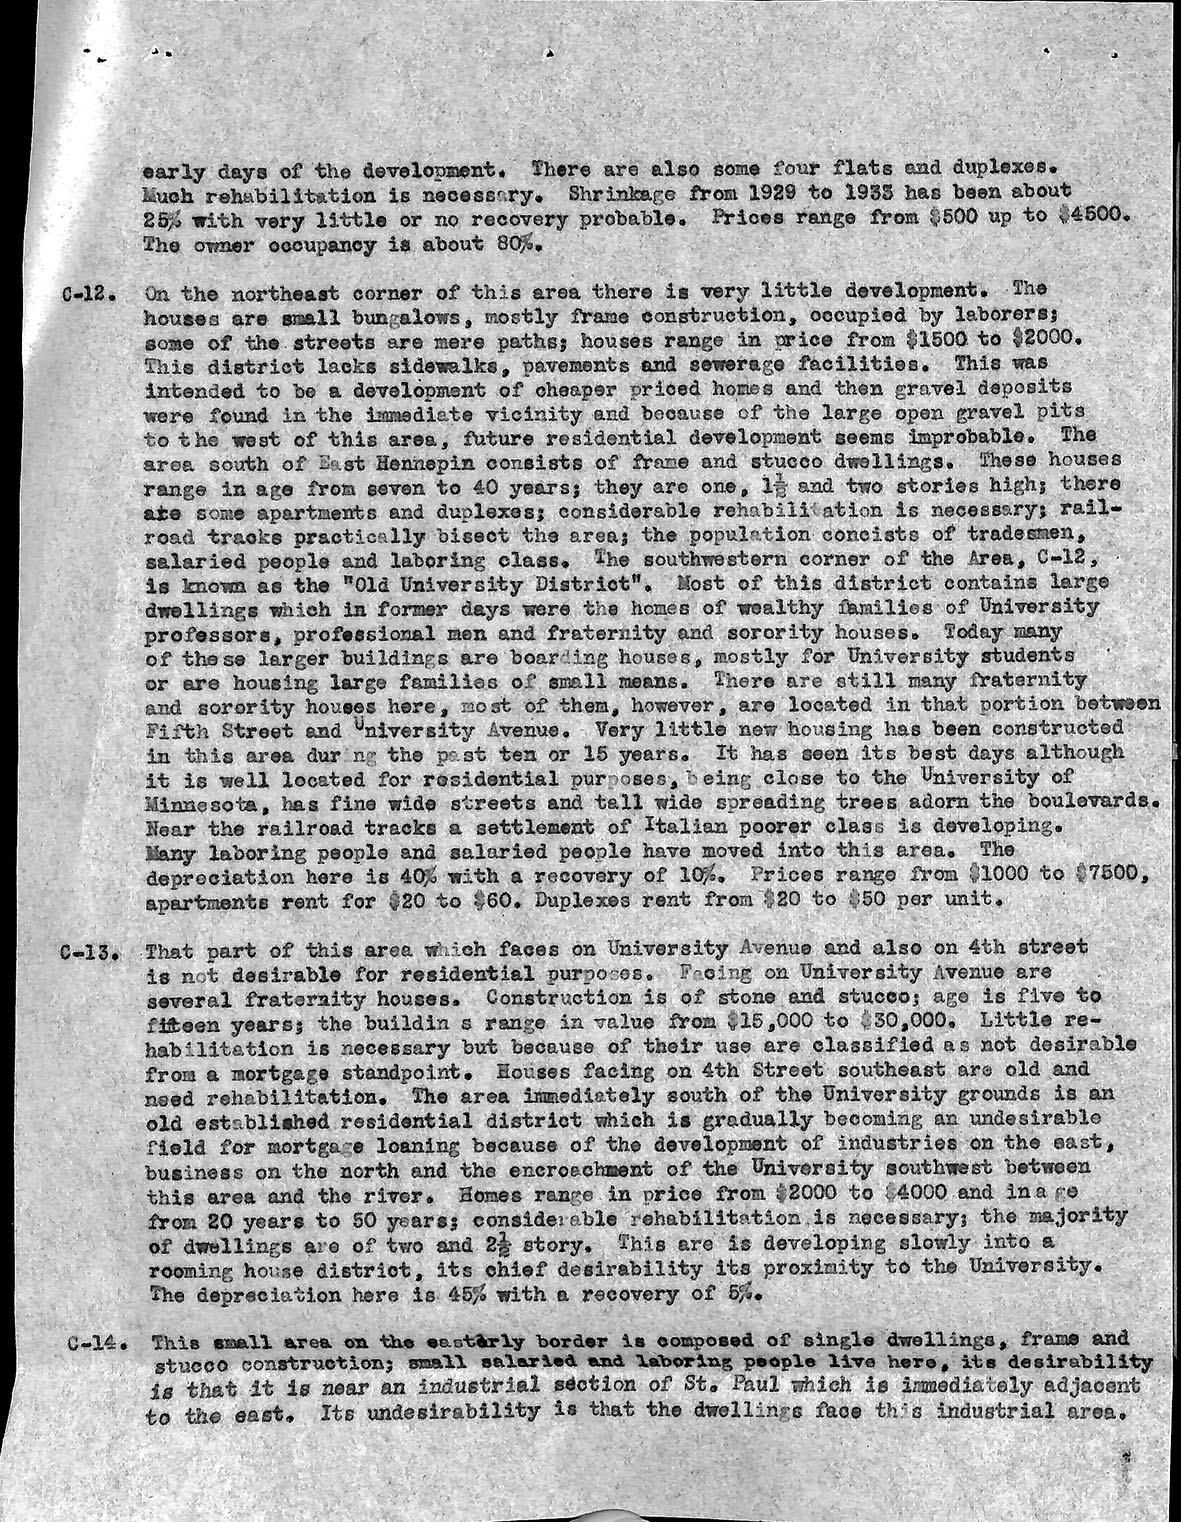 early days of the development. There are also some four flats and duplexes.
Much rehabilitation is necessary. Shrinkage from 1929 to 1933 has been about
25% with very little or no recovery probable. Prices range from $500 up to $4500.
The owner occupancy is about 80%.
C-12. On the northeast corner of this area there is very little development. The
houses are small bungalows, mostly frame construction, occupied by laborers;
some of the streets are mere paths; houses range in price from $1500 to $2000.
This district lacks sidewalks, pavements and sewerage facilities. This was
intended to be a development of cheaper priced homes and then gravel deposits
were found in the immediate vicinity and because of the large open gravel pits
to the west of this area, future residential development seems improbable. The
area south of East Hennepin consists of frame and stucco dwellings. These houses
range in age from seven to 40 years; they are one, 1½ and two stories high; there
are some apartments and duplexes; considerable rehabilitation is necessary; rail-
road tracks practically bisect the area; the population concists of tradesmen,
salaried people and laboring class. The southwestern corner of the Area, C-12,
is known as the "Old University District". Most of this district contains large
dwellings which in former days were the homes of wealthy families of University
professors, professional men and fraternity and sorority houses. Today many
of these larger buildings are boarding houses, mostly for University students
or are housing large families of small means. There are still many fraternity
and sorority houses here, most of them, however, are located in that portion between
Fifth Street and University Avenue. Very little new housing has been constructed
in this area during the past ten or 15 years. It has seen its best days although
it is well located for residential purposes, being close to the University of
Minnesota, has fine wide streets and tall wide spreading trees adorn the boulevards.
Near the railroad tracks a settlement of Italian poorer class is developing.
Many laboring people and salaried people have moved into this area. The
depreciation here is 40% with a recovery of 10%. Prices range from $1000 to $7500,
apartments rent for $20 to $60. Duplexes rent from $20 to $50 per unit.
C-13. That part of this area which faces on University Avenue and also on 4th street
is not desirable for residential purposes. Facing on University Avenue are
several fraternity houses. Construction is of stone and stucco; age is five to
fifteen years; the buildin s range in value from $15,000 to $30,000. Little re-
habilitation is necessary but because of their use are classified as not desirable
from a mortgage standpoint. Houses facing on 4th Street southeast are old and
need rehabilitation. The area immediately south of the University grounds is an
old established residential district which is gradually becoming an undesirable
field for mortgage loaning because of the development of industries on the east,
business on the north and the encroachment of the University southwest between
this area and the river. Homes range in price from $2000 to $4000 and in age
from 20 years to 50 years; considerable rehabilitation is necessary; the majority
of dwellings are of two and 2½ story. This are is developing slowly into a
rooming house district, its chief desirability its proximity to the University.
The depreciation here is 45% with a recovery of 5%.
C-14. This small area on the easterly border is composed of single dwellings, frame and
stucco construction; small salaried and laboring people live here, its desirability
is that it is near an industrial section of St. Paul which is immediately adjacent
to the east. Its undesirability is that the dwellings face this industrial area.